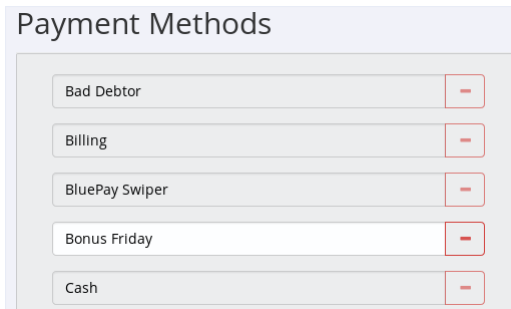 Payment Methods
Bad Debtor
Billing
BluePay Swiper
Bonus Friday
Cash